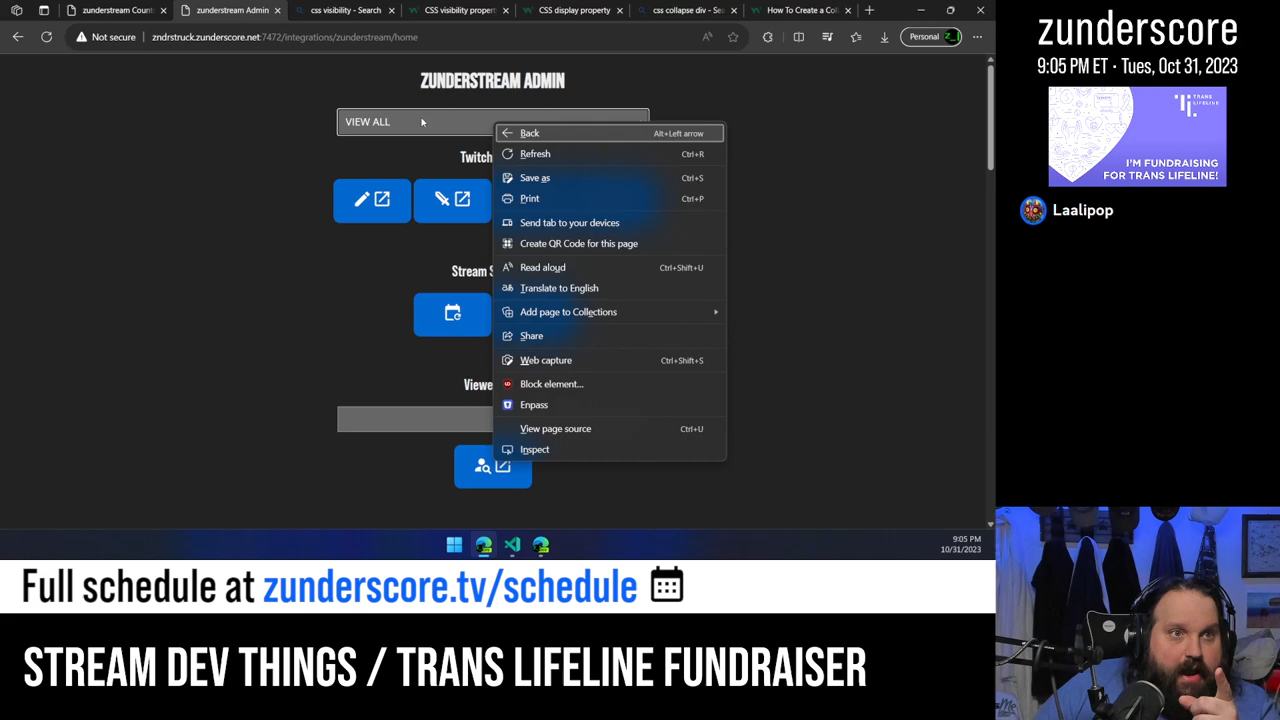 zunderstream Count
zunderstream Admin
css visibility - Search
CSS visibility propert
CSS display property
css collapse div - Sea
How To Create a Col
Not secure
zndrstruck.zunderscore.net:7472/integrations/zunderstream/home
Personal
ZUNDERSTREAM ADMIN
VIEW ALL
Twitch
Stream S
Viewe
Back Alt+Left arrow
Refresh Ctrl+R
Save as Ctrl+S
Print Ctrl+P
Send tab to your devices
Create QR Code for this page
Read aloud Ctrl+Shift+U
Translate to English
Add page to Collections
Share
Web capture Ctrl+Shift+S
Block element...
Enpass
View page source Ctrl+U
Inspect
9:05 PM
10/31/2023
zunderscore
9:05 PM ET · Tues, Oct 31, 2023
TRANS
LIFELINE
I'M FUNDRAISING
FOR TRANS LIFELINE!
Laalipop
Full schedule at zunderscore.tv/schedule
STREAM DEV THINGS / TRANS LIFELINE FUNDRAISER